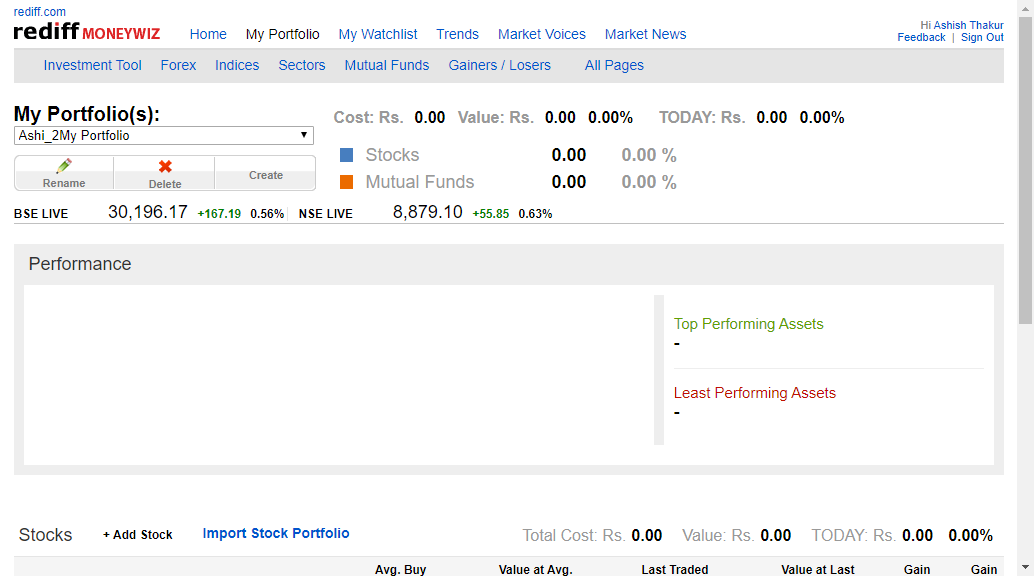 rediff.com
rediff MONEYWIZ Home My Portfolio My Watchlist Trends Market Voices Market News
Hi Ashish Thakur
Feedback | Sign Out
Investment Tool Forex Indices Sectors Mutual Funds Gainers / Losers All Pages
My Portfolio(s):
Ashi_2My Portfolio
Rename Delete Create
Cost: Rs. 0.00 Value: Rs. 0.00 0.00% TODAY: Rs. 0.00 0.00%
Stocks 0.00 0.00 %
Mutual Funds 0.00 0.00 %
BSE LIVE 30,196.17 +167.19 0.56% NSE LIVE 8,879.10 +55.85 0.63%
Performance
Top Performing Assets
-
Least Performing Assets
-
Stocks + Add Stock Import Stock Portfolio Total Cost: Rs. 0.00 Value: Rs. 0.00 TODAY: Rs. 0.00 0.00%
Avg. Buy Value at Avg. Last Traded Value at Last Gain Gain